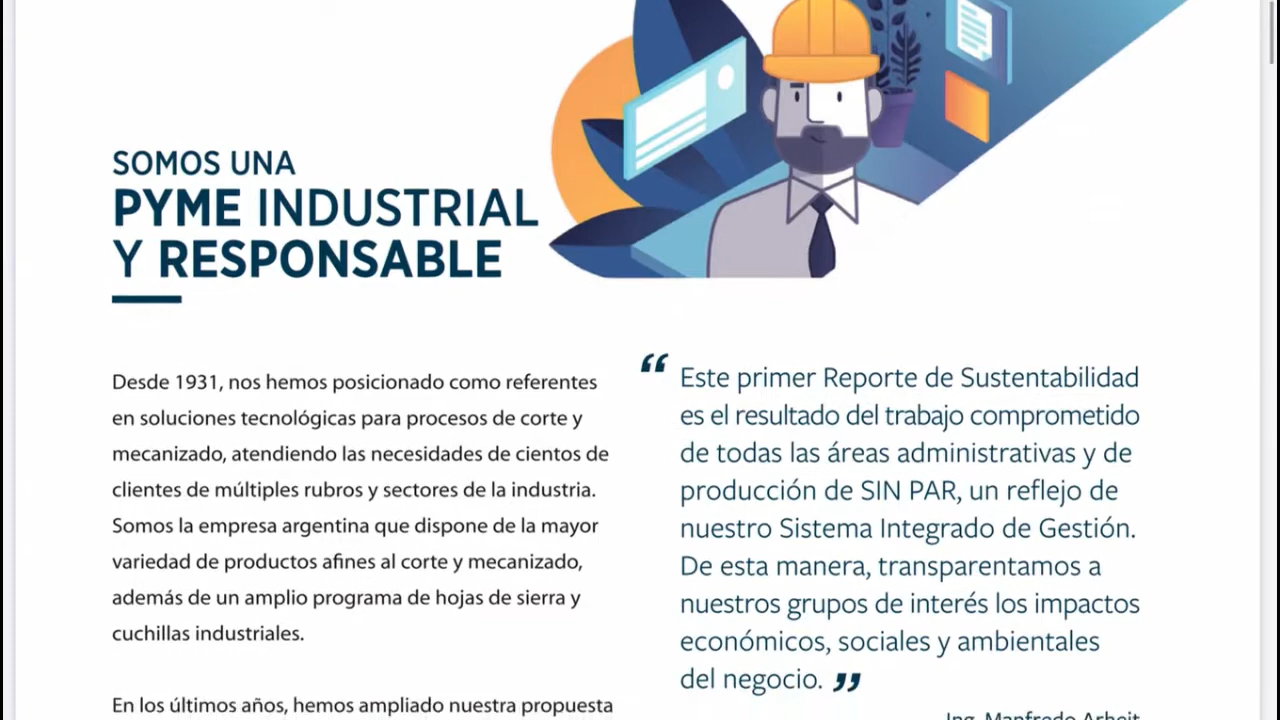 SOMOS UNA
PYME INDUSTRIAL
Y RESPONSABLE
Desde 1931, nos hemos posicionado como referentes
en soluciones tecnológicas para procesos de corte y
mecanizado, atendiendo las necesidades de cientos de
clientes de múltiples rubros y sectores de la industria.
Somos la empresa argentina que dispone de la mayor
variedad de productos afines al corte y mecanizado,
además de un amplio programa de hojas de sierra y
cuchillas industriales.
En los últimos años, hemos ampliado nuestra propuesta
“ Este primer Reporte de Sustentabilidad
es el resultado del trabajo comprometido
de todas las áreas administrativas y de
producción de SIN PAR, un reflejo de
nuestro Sistema Integrado de Gestión.
De esta manera, transparentamos a
nuestros grupos de interés los impactos
económicos, sociales y ambientales
del negocio. ”
Ing. Manfredo Arheit